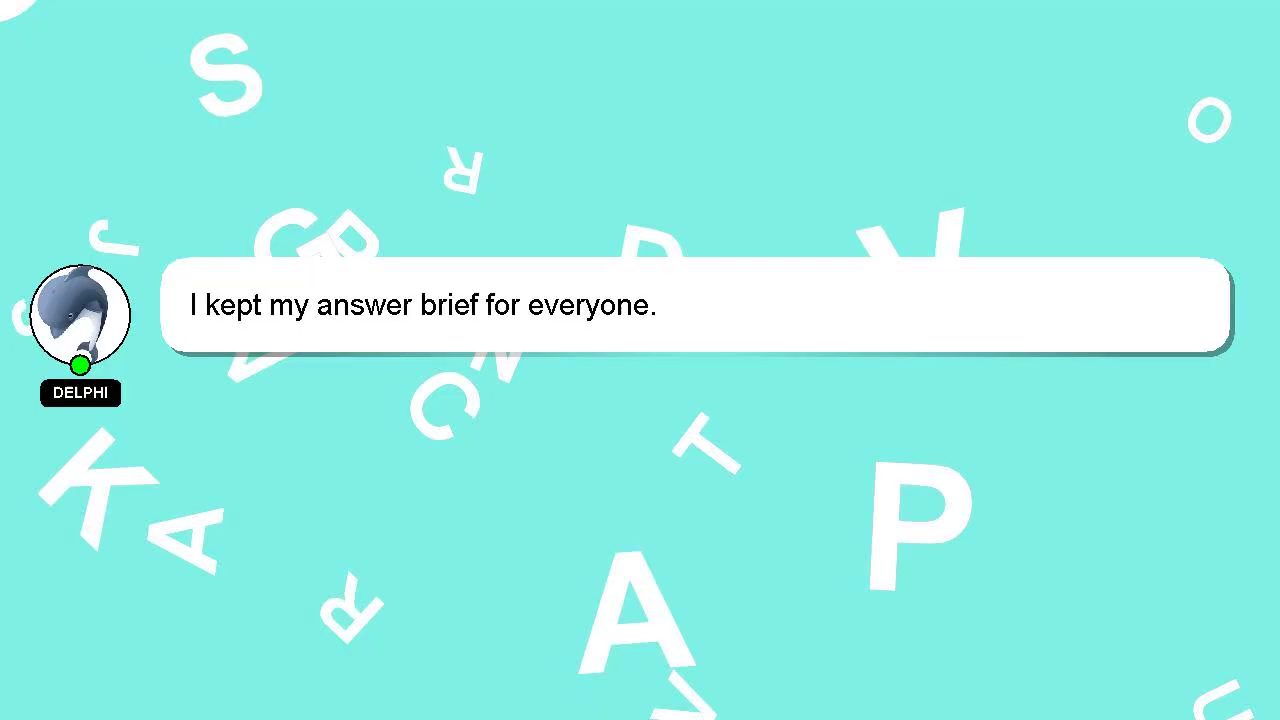 S
O
R
J
C
B
D
V
I kept my answer brief for everyone.
DELPHI
N
C
T
K
A
P
R
A
V
U